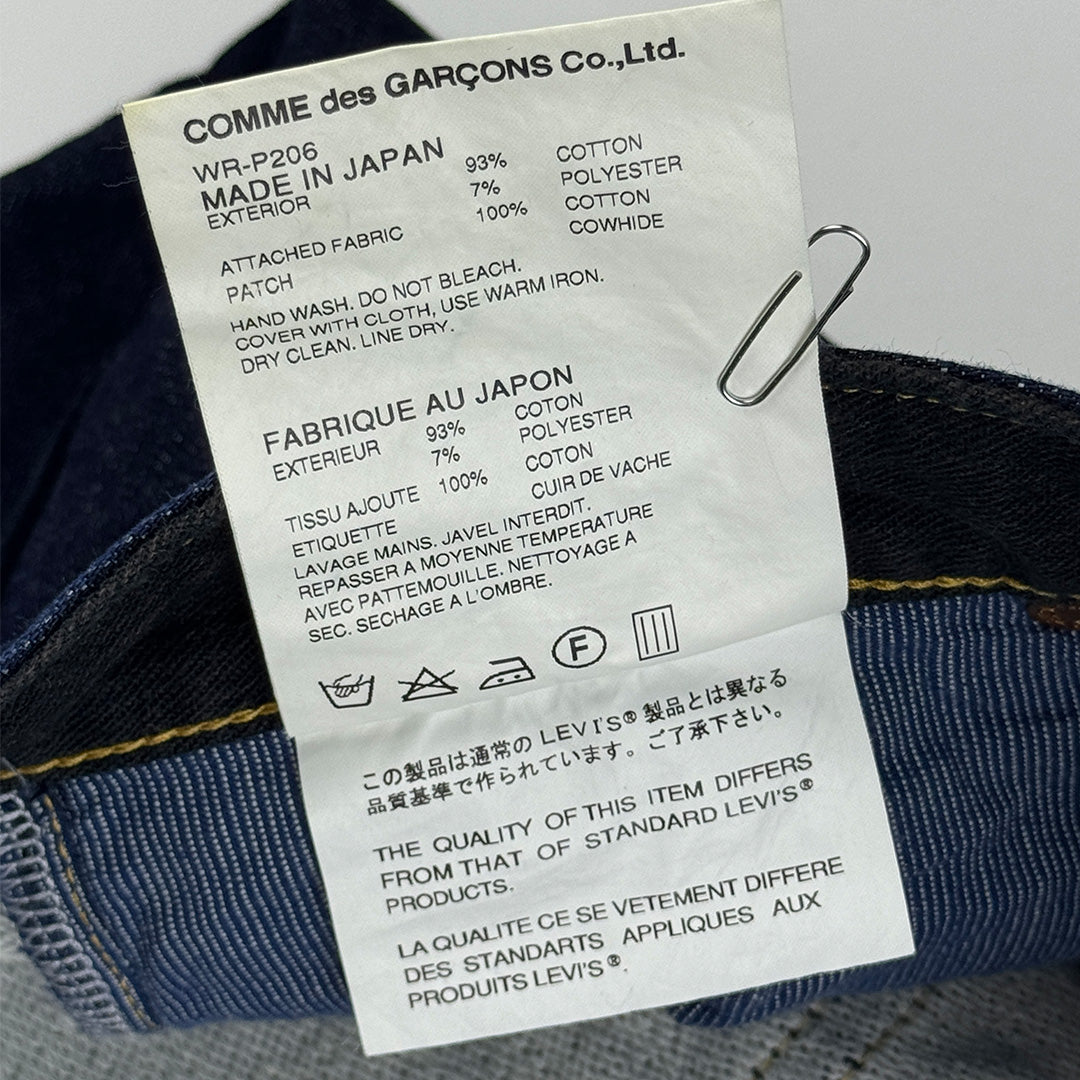 COMME des GARÇONS Co.,Ltd.
WR-P206
MADE IN JAPAN
EXTERIOR 93% COTTON
7% POLYESTER
ATTACHED FABRIC 100% COTTON
PATCH COWHIDE
HAND WASH. DO NOT BLEACH.
COVER WITH CLOTH, USE WARM IRON.
DRY CLEAN. LINE DRY.
FABRIQUE AU JAPON
EXTERIEUR 93% COTON
7% POLYESTER
TISSU AJOUTE 100% COTON
ETIQUETTE CUIR DE VACHE
LAVAGE MAINS. JAVEL INTERDIT.
REPASSER A MOYENNE TEMPERATURE
AVEC PATTEMOUILLE. NETTOYAGE A
SEC. SECHAGE A L'OMBRE.
F
この製品は通常の LEVI'S® 製品とは異なる
品質基準で作られています。ご了承下さい。
THE QUALITY OF THIS ITEM DIFFERS
FROM THAT OF STANDARD LEVI'S®
PRODUCTS.
LA QUALITE CE SE VETEMENT DIFFERE
DES STANDARTS APPLIQUES AUX
PRODUITS LEVI'S®.